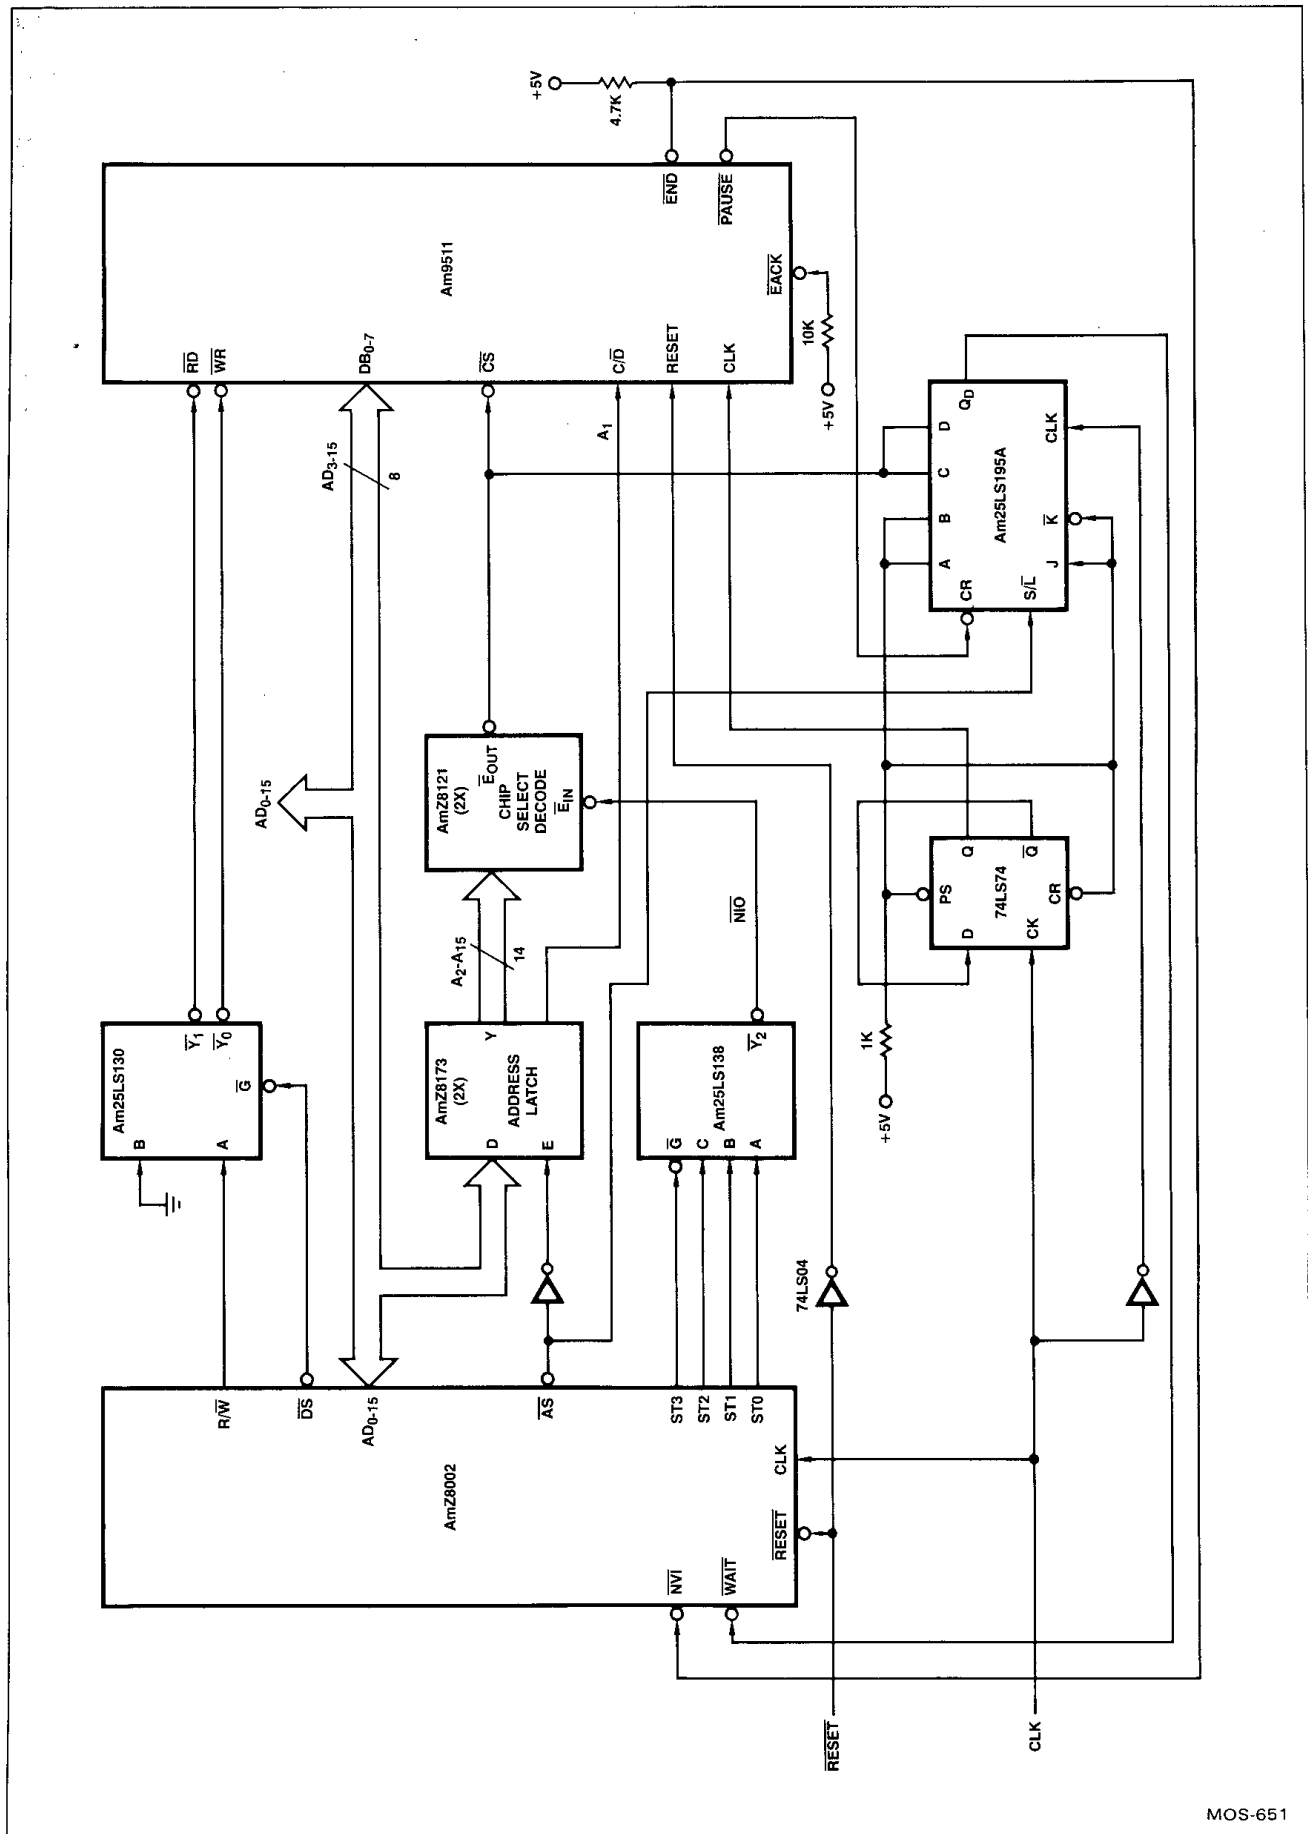 +5V
4.7K
Am9511
END
PAUSE
EACK
RD
WR
DB0-7
CS
C/D
RESET
CLK
10K
+5V
AD3-15
8
A1
AD0-15
Am25LS195A
QD
D
C
B
A
CLK
K
J
CR
S/L
AmZ8121
(2X)
EOUT
CHIP
SELECT
DECODE
EIN
74LS74
Q
Q
PS
CR
D
CK
1K
+5V
A2-A15
14
NIO
Am25LS130
Y1
Y0
G
B
A
AmZ8173
(2X)
Y
ADDRESS
LATCH
D
E
Am25LS138
Y2
G
C
B
A
74LS04
AmZ8002
R/W
DS
AD0-15
AS
ST3
ST2
ST1
ST0
CLK
RESET
NVI
WAIT
RESET
CLK
MOS-651